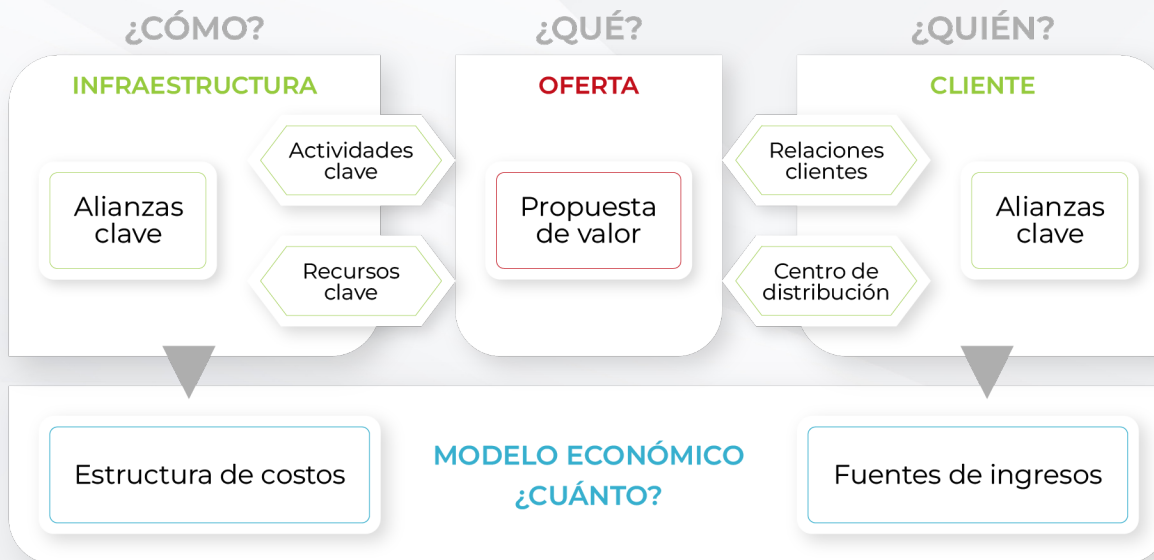 ¿CÓMO?
¿QUÉ?
¿QUIÉN?
INFRAESTRUCTURA
OFERTA
CLIENTE
Alianzas
clave
Actividades
clave
Recursos
clave
Propuesta
de valor
Relaciones
clientes
Centro de
distribución
Alianzas
clave
Estructura de costos
MODELO ECONÓMICO
¿CUÁNTO?
Fuentes de ingresos